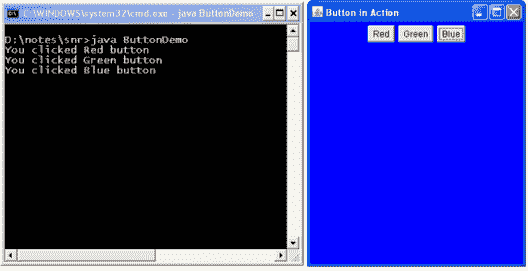 C:\WINDOWS\system32\cmd.exe - java ButtonDemo
D:\notes\snr>java ButtonDemo
You clicked Red button
You clicked Green button
You clicked Blue button
Button in Action
Red Green Blue